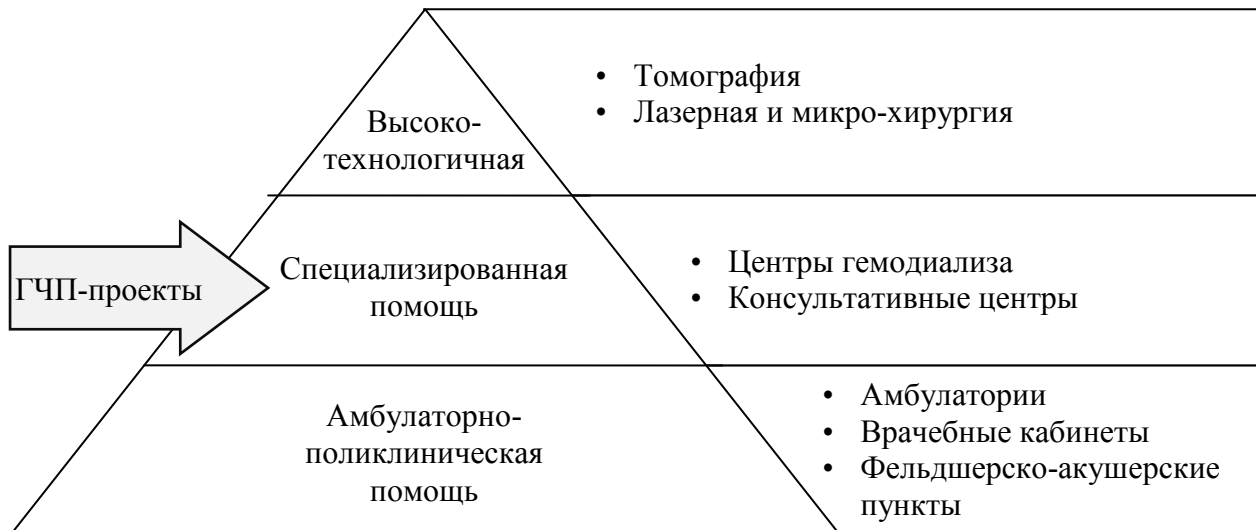 Высоко-
технологичная
• Томография
• Лазерная и микро-хирургия
ГЧП-проекты
Специализированная
помощь
• Центры гемодиализа
• Консультативные центры
Амбулаторно-
поликлиническая
помощь
• Амбулатории
• Врачебные кабинеты
• Фельдшерско-акушерские
пункты